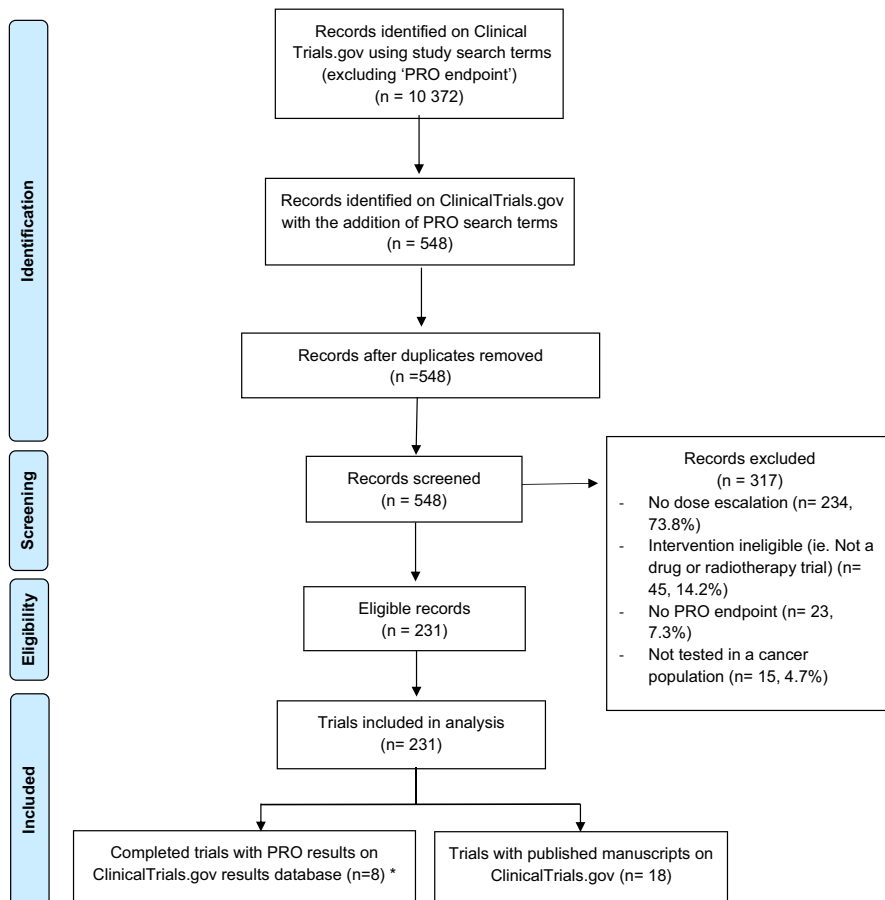 Records identified on Clinical
Trials.gov using study search terms
(excluding ‘PRO endpoint’)
(n = 10 372)
Identification
Records identified on ClinicalTrials.gov
with the addition of PRO search terms
(n = 548)
Records after duplicates removed
(n =548)
Screening
Records screened
(n = 548)
Records excluded
(n = 317)
- No dose escalation (n= 234,
73.8%)
- Intervention ineligible (ie. Not a
drug or radiotherapy trial) (n=
45, 14.2%)
- No PRO endpoint (n= 23,
7.3%)
- Not tested in a cancer
population (n= 15, 4.7%)
Eligibility
Eligible records
(n = 231)
Included
Trials included in analysis
(n= 231)
Completed trials with PRO results on
ClinicalTrials.gov results database (n=8) *
Trials with published manuscripts on
ClinicalTrials.gov (n= 18)